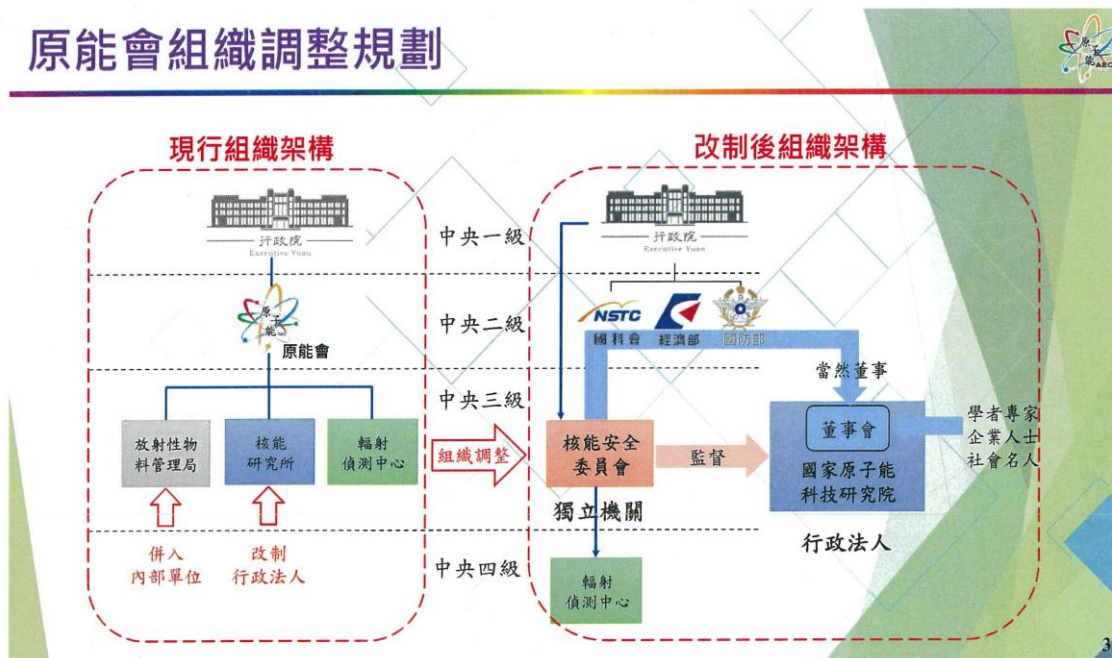 原能會組織調整規劃
原子能
AEC
現行組織架構
改制後組織架構
行政院
Executive Yuan
行政院
Executive Yuan
中央一級
原子能
原能會
中央二級
NSTC
國科會
經濟部
國防部
中央三級
當然董事
放射性物
料管理局
核能
研究所
輻射
偵測中心
組織調整
核能安全
委員會
監督
董事會
國家原子能
科技研究院
學者專家
企業人士
社會名人
獨立機關
行政法人
併入
內部單位
改制
行政法人
中央四級
輻射
偵測中心
3